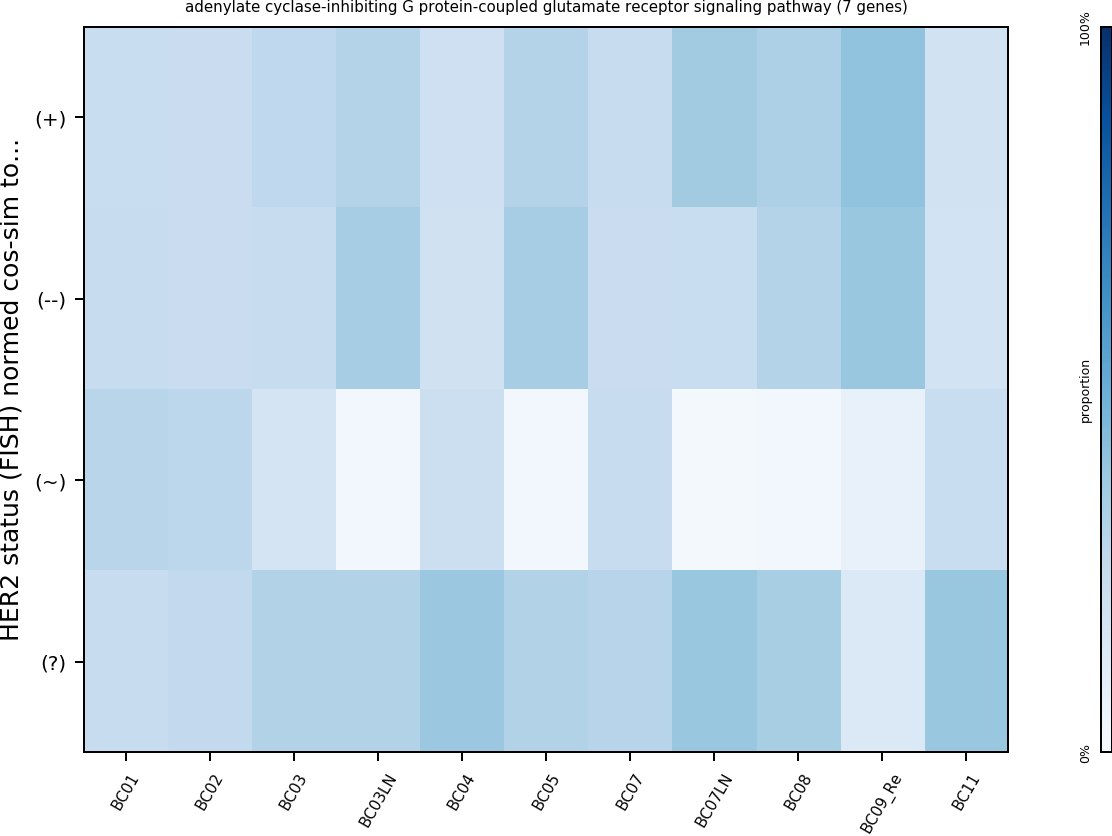 adenylate cyclase-inhibiting G protein-coupled glutamate receptor signaling pathway (7 genes)
HER2 status (FISH) normed cos-sim to...
(+)
(--)
(~)
(?)
BC01
BC02
BC03
BC03LN
BC04
BC05
BC07
BC07LN
BC08
BC09_Re
BC11
100%
proportion
0%